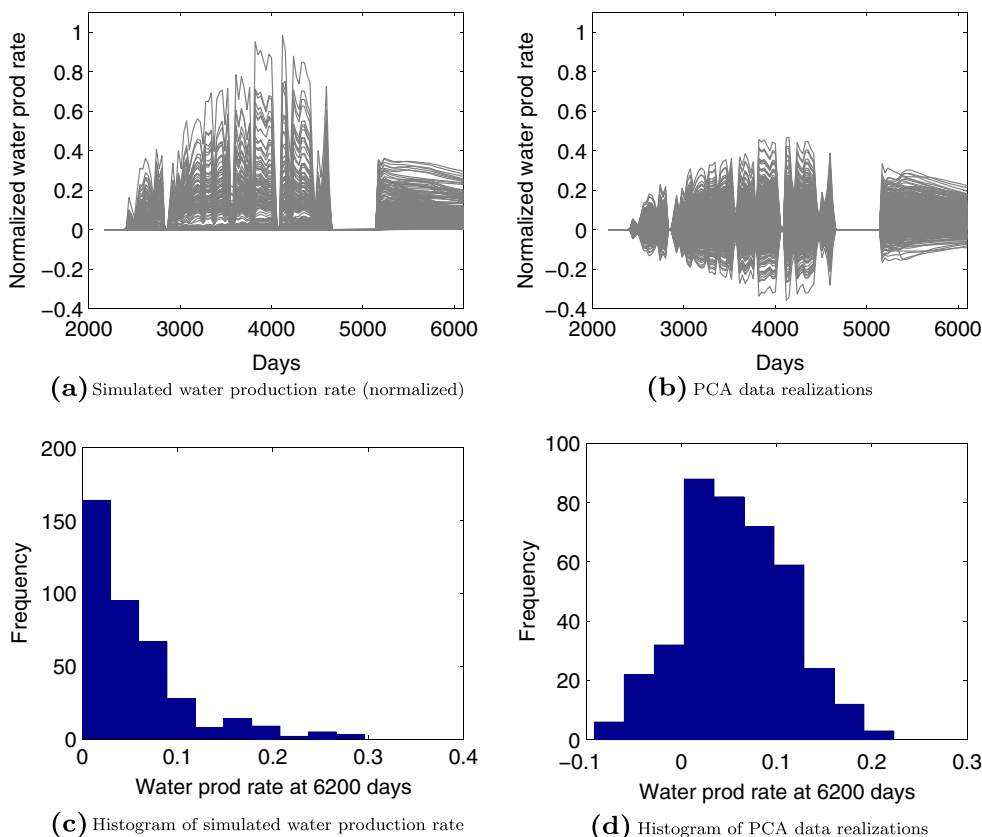 Normalized water prod rate
1
0.8
0.6
0.4
0.2
0
−0.2
−0.4
2000 3000 4000 5000 6000
Days
(a) Simulated water production rate (normalized)
Normalized water prod rate
1
0.8
0.6
0.4
0.2
0
−0.2
−0.4
2000 3000 4000 5000 6000
Days
(b) PCA data realizations
Frequency
200
150
100
50
0
0 0.1 0.2 0.3 0.4
Water prod rate at 6200 days
(c) Histogram of simulated water production rate
Frequency
100
80
60
40
20
0
−0.1 0 0.1 0.2 0.3
Water prod rate at 6200 days
(d) Histogram of PCA data realizations